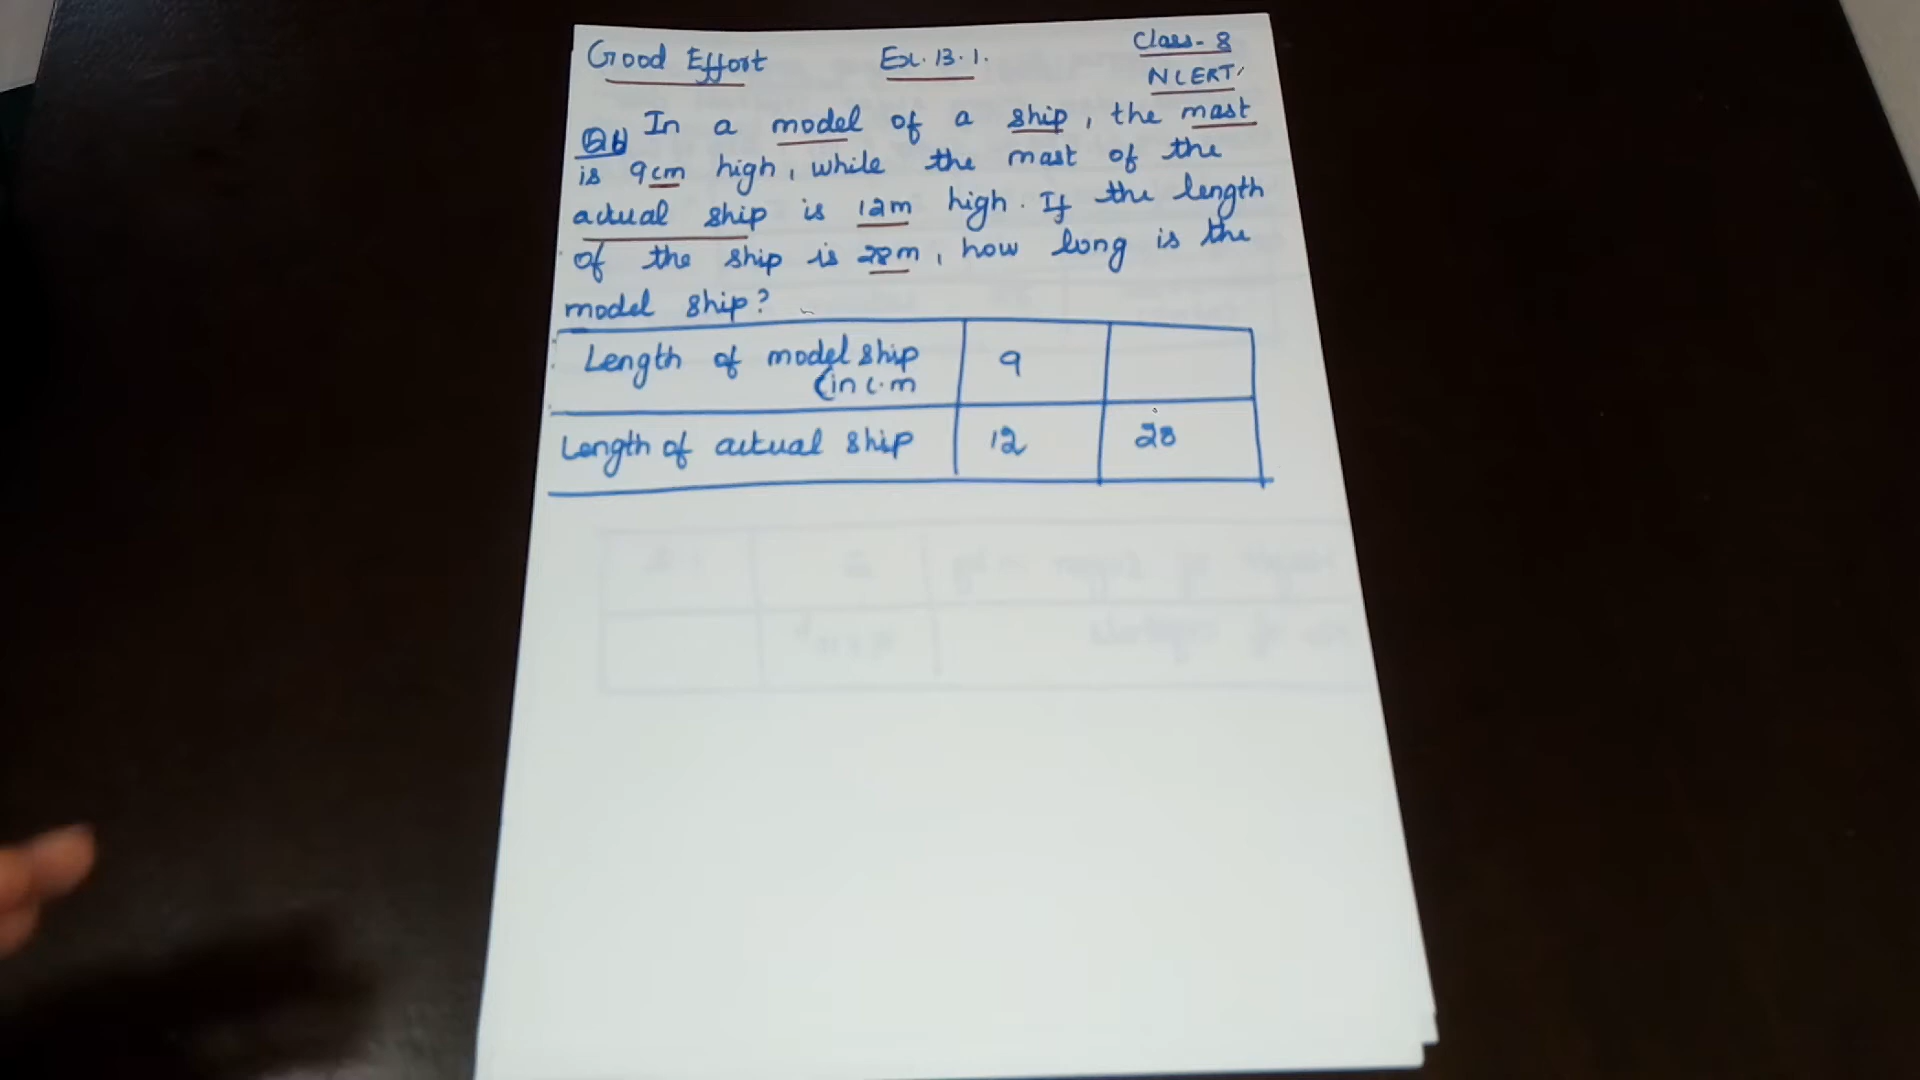 Good Effort Ex. 13.1. Class-8
NCERT
Q6 In a model of a ship, the mast
is 9cm high, while the mast of the
actual ship is 12m high. If the length
of the ship is 28m, how long is the
model ship?
Length of model ship 9
(in c.m
Length of actual ship 12 28